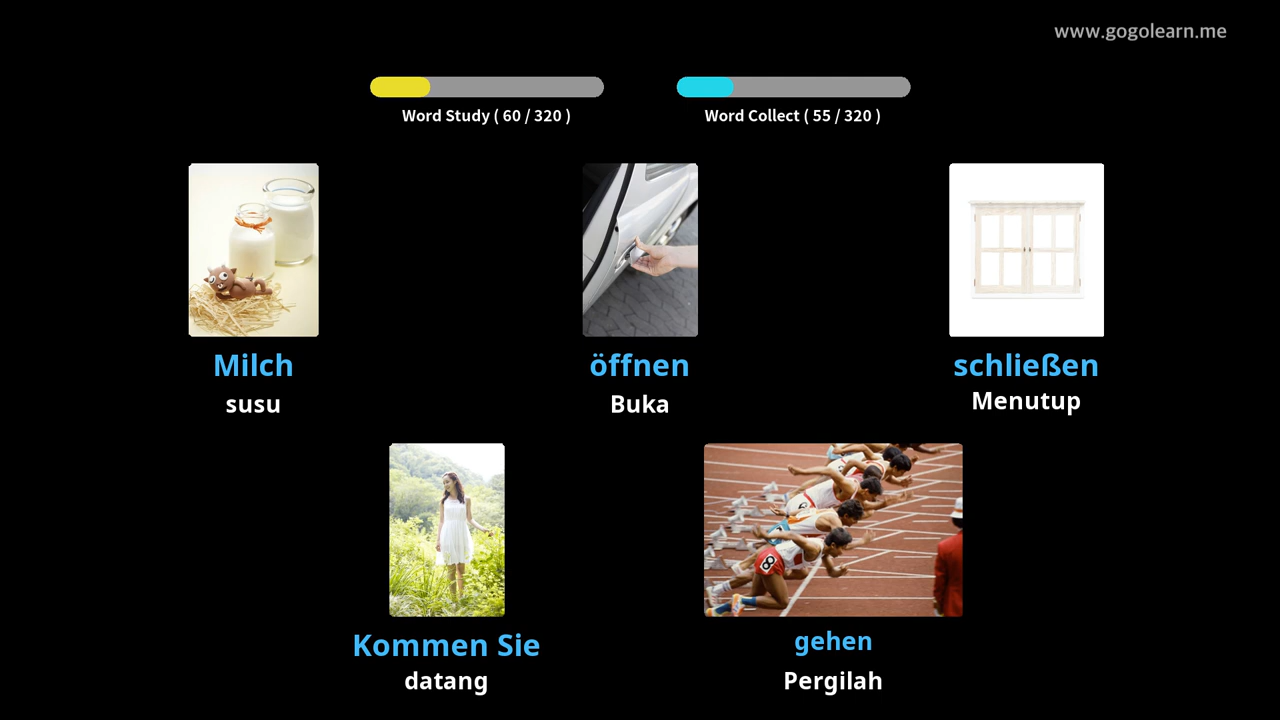 www.gogolearn.me
Word Study ( 60 / 320 )
Word Collect ( 55 / 320 )
Milch
susu
öffnen
Buka
schließen
Menutup
Kommen Sie
datang
gehen
Pergilah